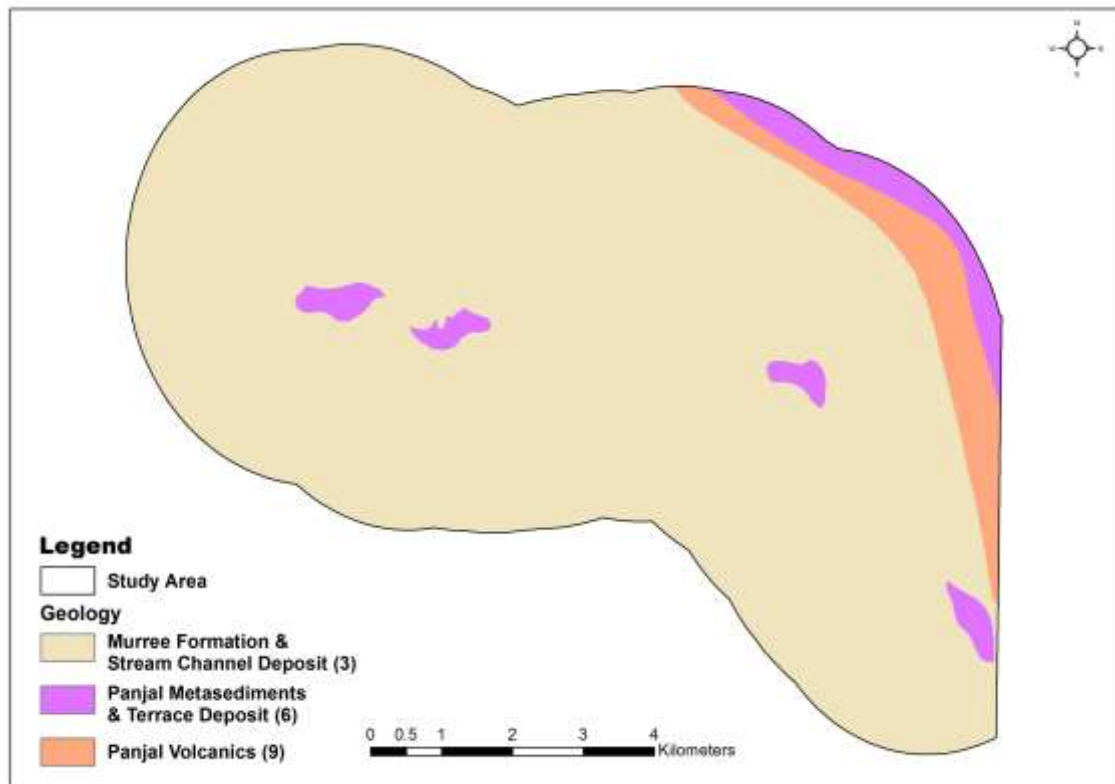 N
W
E
S
Legend
Study Area
Geology
Murree Formation &
Stream Channel Deposit (3)
Panjal Metasediments
& Terrace Deposit (6)
Panjal Volcanics (9)
0 0.5 1 2 3 4
Kilometers